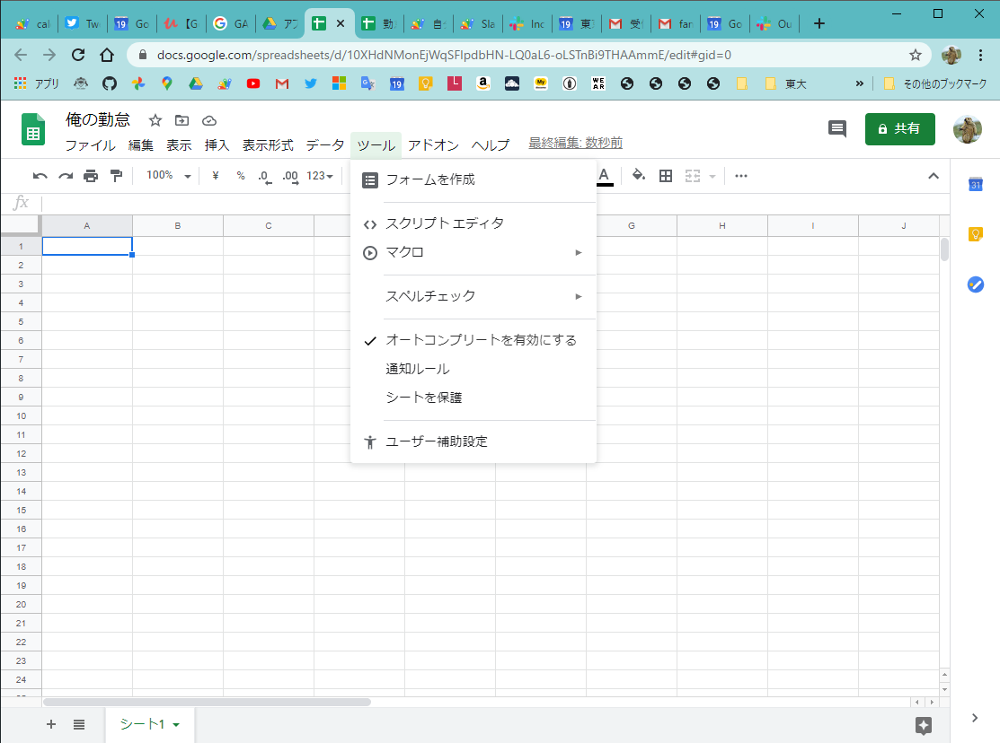 cal
Tw
19 Go
【G
GA
アプ
勤
自
Sla
Inc
19 東
受
far
19 Go
Ou
docs.google.com/spreadsheets/d/10XHdNMonEjWqSFIpdbHN-LQ0aL6-oLSTnBi9THAAmmE/edit#gid=0
アプリ
19
L
a
My
WE AR
東大
»
その他のブックマーク
俺の勤怠
ファイル 編集 表示 挿入 表示形式 データ ツール アドオン ヘルプ 最終編集: 数秒前
共有
100% ¥ % .0 .00 123 A
31
fx
フォームを作成
スクリプト エディタ
マクロ
スペルチェック
オートコンプリートを有効にする
通知ルール
シートを保護
ユーザー補助設定
A B C G H I J
1
2
3
4
5
6
7
8
9
10
11
12
13
14
15
16
17
18
19
20
21
22
23
24
シート1